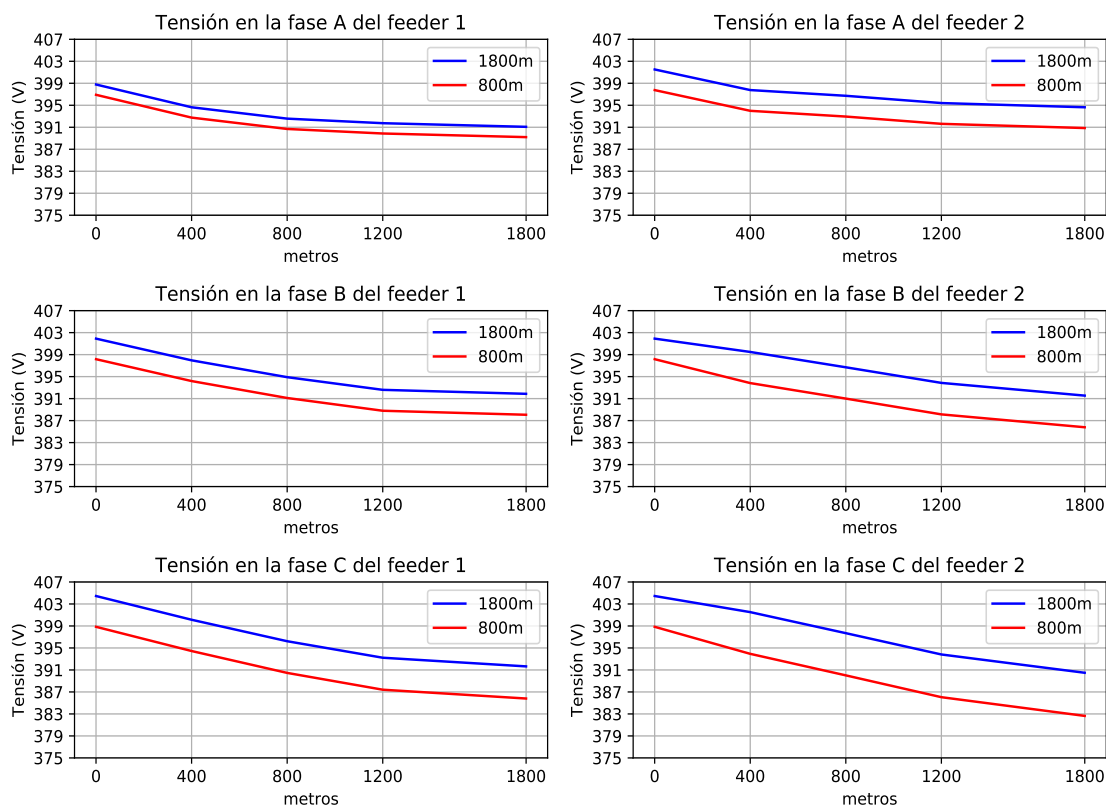 Tensión en la fase A del feeder 1
Tensión (V)
407
403
399
395
391
387
383
379
375
1800m
800m
0 400 800 1200 1800
metros
Tensión en la fase A del feeder 2
Tensión (V)
407
403
399
395
391
387
383
379
375
1800m
800m
0 400 800 1200 1800
metros
Tensión en la fase B del feeder 1
Tensión (V)
407
403
399
395
391
387
383
379
375
1800m
800m
0 400 800 1200 1800
metros
Tensión en la fase B del feeder 2
Tensión (V)
407
403
399
395
391
387
383
379
375
1800m
800m
0 400 800 1200 1800
metros
Tensión en la fase C del feeder 1
Tensión (V)
407
403
399
395
391
387
383
379
375
1800m
800m
0 400 800 1200 1800
metros
Tensión en la fase C del feeder 2
Tensión (V)
407
403
399
395
391
387
383
379
375
1800m
800m
0 400 800 1200 1800
metros